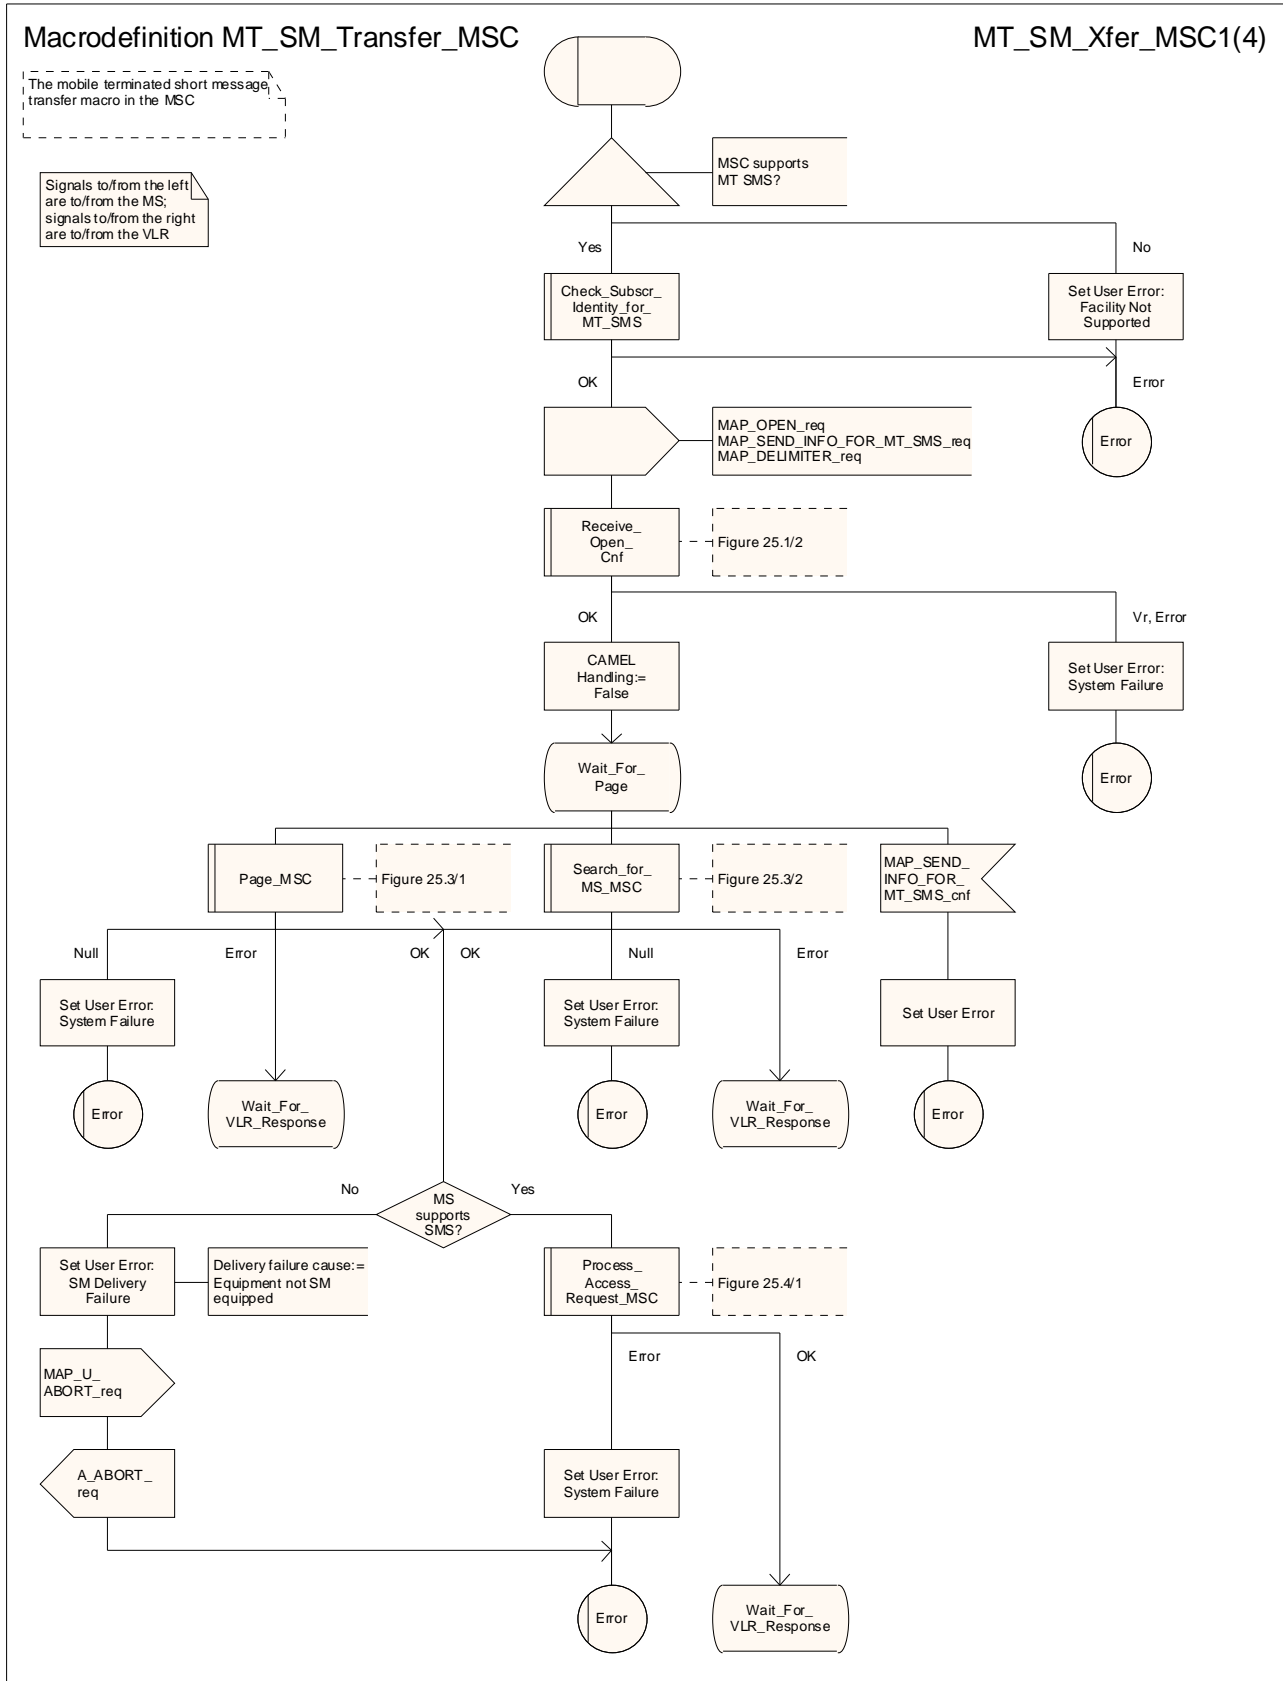 Macrodefinition MT_SM_Transfer_MSC
MT_SM_Xfer_MSC1(4)
The mobile terminated short message
transfer macro in the MSC
Signals to/from the left
are to/from the MS;
signals to/from the right
are to/from the VLR
MSC supports
MT SMS?
Yes
No
Check_Subscr_
Identity_for_
MT_SMS
Set User Error:
Facility Not
Supported
OK
Error
MAP_OPEN_req
MAP_SEND_INFO_FOR_MT_SMS_req
MAP_DELIMITER_req
Error
Receive_
Open_
Cnf
Figure 25.1/2
OK
Vr, Error
CAMEL
Handling:=
False
Set User Error:
System Failure
Wait_For_
Page
Error
Page_MSC
Figure 25.3/1
Search_for_
MS_MSC
Figure 25.3/2
MAP_SEND_
INFO_FOR_
MT_SMS_cnf
Null
Error
OK
OK
Null
Error
Set User Error:
System Failure
Set User Error:
System Failure
Set User Error
Error
Wait_For_
VLR_Response
Error
Wait_For_
VLR_Response
Error
No
MS
supports
SMS?
Yes
Set User Error:
SM Delivery
Failure
Delivery failure cause:=
Equipment not SM
equipped
Process_
Access_
Request_MSC
Figure 25.4/1
Error
OK
MAP_U_
ABORT_req
A_ABORT_
req
Set User Error:
System Failure
Error
Wait_For_
VLR_Response